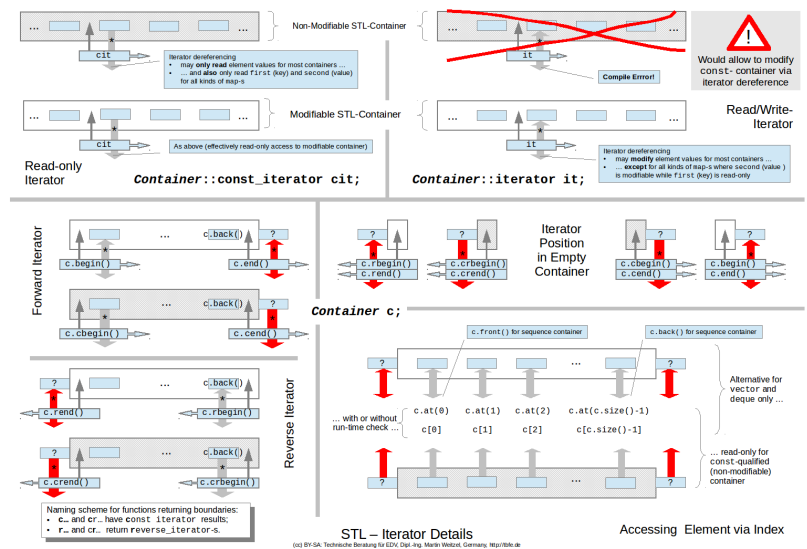 ... ...
Non-Modifiable STL-Container
*
cit
Iterator dereferencing
• may only read element values for most containers ...
• ... and also only read first (key) and second (value)
for all kinds of map-s
... ...
Modifiable STL-Container
*
cit
As above (effectively read-only access to modifiable container)
Read-only
Iterator
Container::const_iterator cit;
... ...
*
it
Compile Errror!
!
Would allow to modify
const- container via
iterator dereference
... ...
*
it
Read/Write-
Iterator
Iterator dereferencing
• may modify element values for most containers ...
• ... except for all kinds of map-s where second (value )
is modifiable while first (key) is read-only
Container::iterator it;
Forward Iterator
... c.back() ?
* *
c.begin() c.end()
... c.back() ?
* *
c.cbegin() c.cend()
Reverse Iterator
? ... c.back()
* *
c.rend() c.rbegin()
? ... c.back()
* *
c.crend() c.crbegin()
Naming scheme for functions returning boundaries:
• c... and cr... have const iterator results;
• r... and cr... return reverse_iterator-s.
? ?
* *
c.rbegin() c.crbegin()
c.rend() c.crend()
Iterator
Position
in Empty
Container
? ?
* *
c.cbegin() c.begin()
c.cend() c.end()
Container c;
c.front() for sequence container
c.back() for sequence container
? ... ?
... with or without
run-time check ...
c.at(0) c.at(1) c.at(2) c.at(c.size()-1)
c[0] c[1] c[2] c[c.size()-1]
Alternative for
vector and
deque only ...
... read-only for
const-qualified
(non-modifiable)
container
? ... ?
STL – Iterator Details
Accessing Element via Index
(cc) BY-SA: Technische Beratung für EDV, Dipl.-Ing. Martin Weitzel, Germany, http://tbfe.de